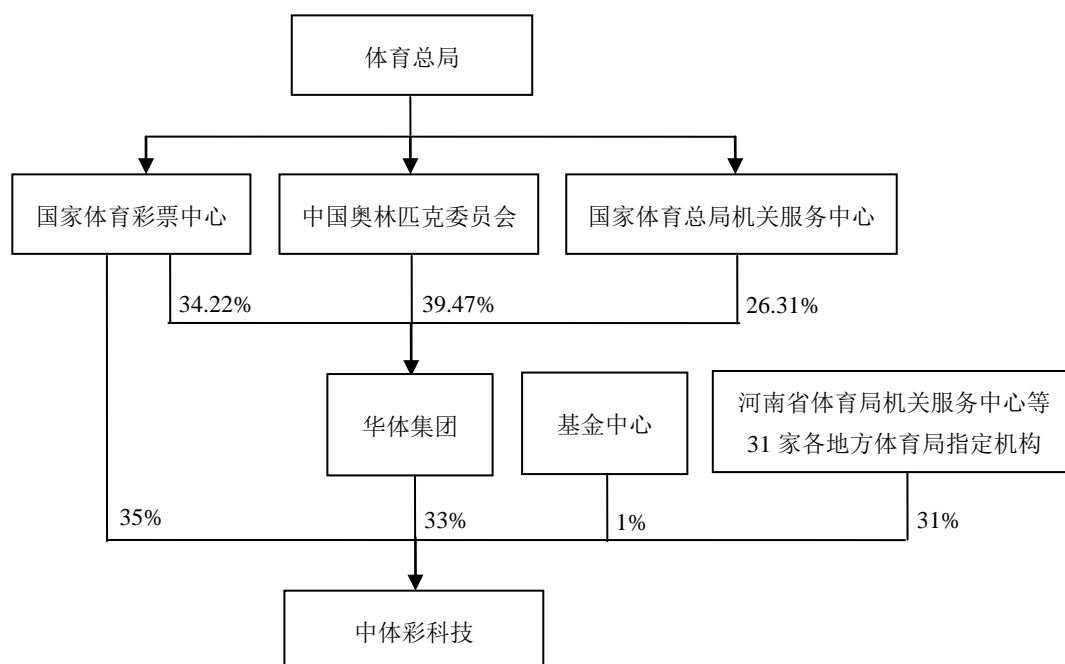 体育总局
国家体育彩票中心
中国奥林匹克委员会
国家体育总局机关服务中心
34.22%
39.47%
26.31%
华体集团
基金中心
河南省体育局机关服务中心等
31 家各地方体育局指定机构
35%
33%
1%
31%
中体彩科技